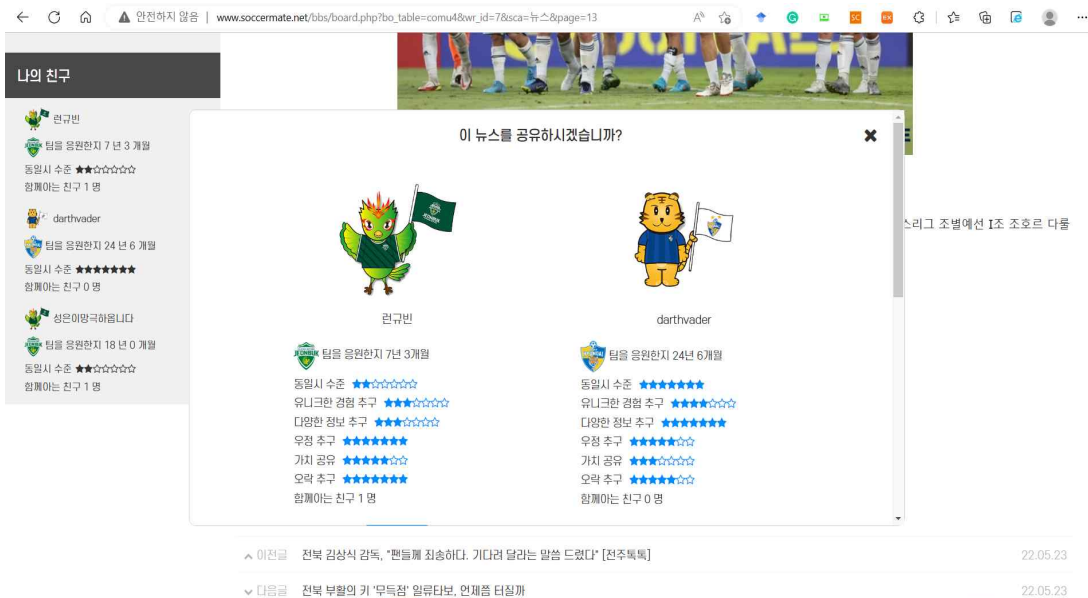 안전하지 않음 | www.soccermate.net/bbs/board.php?bo_table=comu4&wr_id=7&sca=뉴스&page=13
나의 친구
련규빈
팀을 응원한지 7 년 3 개월
동일시 수준 ★★☆☆☆☆☆
함께아는 친구 1 명
darthvader
팀을 응원한지 24 년 6 개월
동일시 수준 ★★★★★★★
함께아는 친구 0 명
성은이망극하옵니다
팀을 응원한지 18 년 0 개월
동일시 수준 ★★☆☆☆☆☆
함께아는 친구 1 명
이 뉴스를 공유하시겠습니까?
련규빈
팀을 응원한지 7년 3개월
동일시 수준 ★★☆☆☆☆☆
유니크한 경험 추구 ★★★☆☆☆☆
다양한 정보 추구 ★★★☆☆☆☆
우정 추구 ★★★★★★★
가치 공유 ★★★★★☆☆
오락 추구 ★★★★★★★
함께아는 친구 1 명
darthvader
팀을 응원한지 24년 6개월
동일시 수준 ★★★★★★★
유니크한 경험 추구 ★★★★☆☆☆
다양한 정보 추구 ★★★★★★★
우정 추구 ★★★★★☆☆
가치 공유 ★★★☆☆☆☆
오락 추구 ★★★★★☆☆
함께아는 친구 0 명
스리그 조별예선 I조 조호르 다룰
이전글 전북 김상식 감독, "팬들께 죄송하다. 기다려 달라는 말씀 드렸다" [전주톡톡] 22.05.23
다음글 전북 부활의 키 '무득점' 일류타보, 언제쯤 터질까 22.05.23